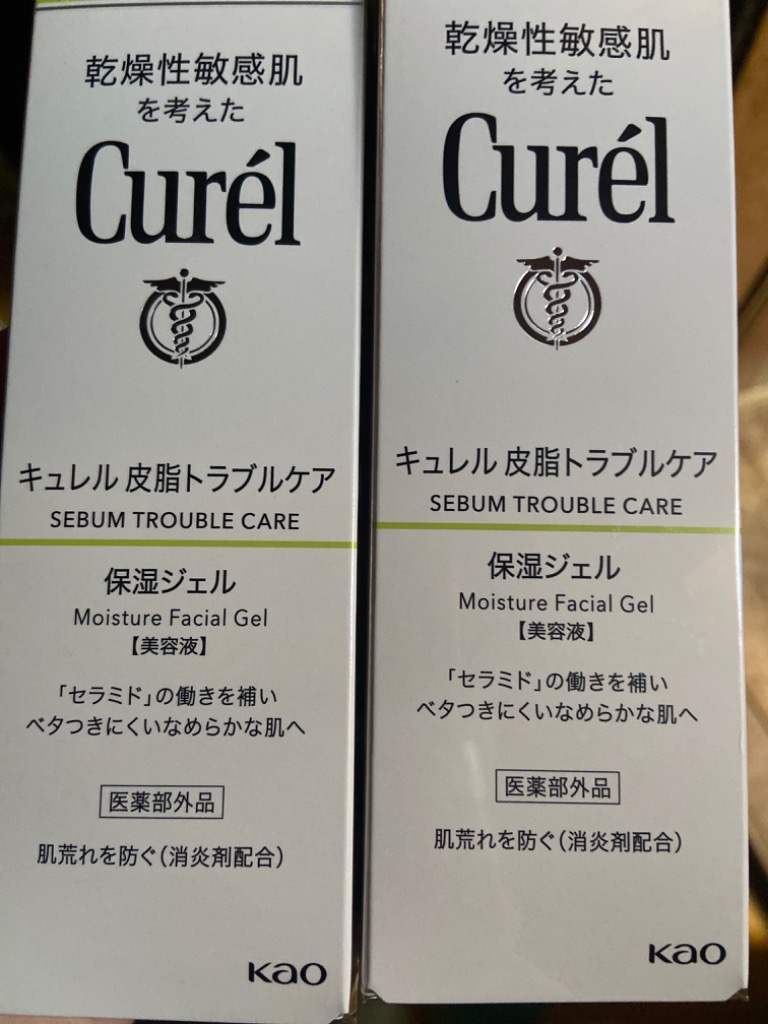 乾燥性敏感肌
を考えた
Curél
キュレル 皮脂トラブルケア
SEBUM TROUBLE CARE
保湿ジェル
Moisture Facial Gel
【美容液】
「セラミド」の働きを補い
ベタつきにくいなめらかな肌へ
医薬部外品
肌荒れを防ぐ(消炎剤配合)
Kao
乾燥性敏感肌
を考えた
Curél
キュレル 皮脂トラブルケア
SEBUM TROUBLE CARE
保湿ジェル
Moisture Facial Gel
【美容液】
「セラミド」の働きを補い
ベタつきにくいなめらかな肌へ
医薬部外品
肌荒れを防ぐ(消炎剤配合)
Kao